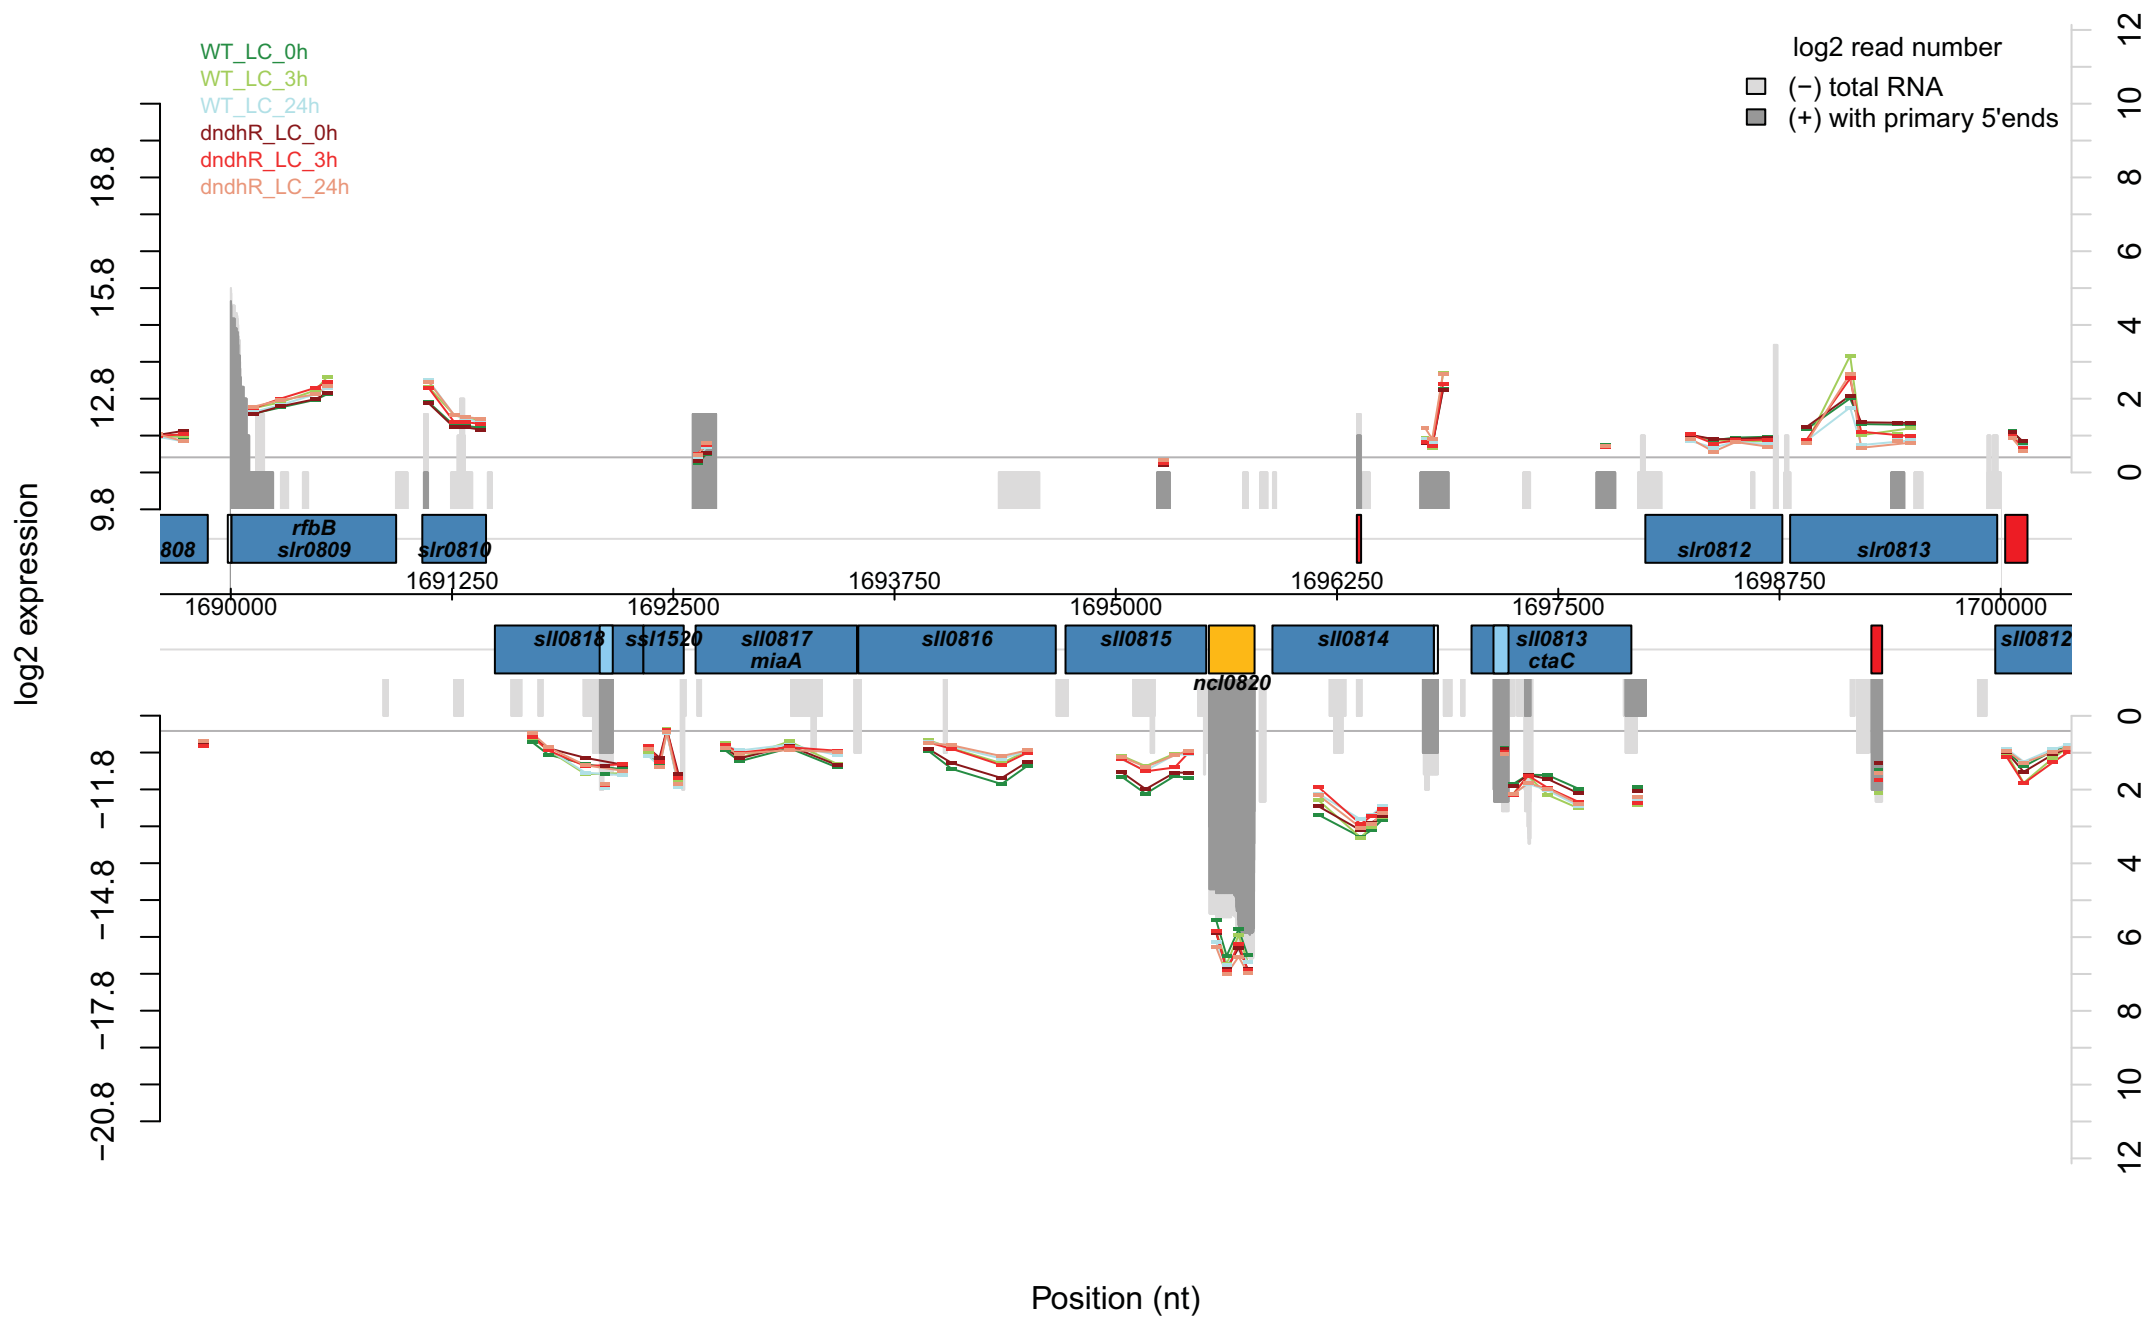 WT_LC_0h
WT_LC_3h
WT_LC_24h
dndhR_LC_0h
dndhR_LC_3h
dndhR_LC_24h
log2 read number
(−) total RNA
(+) with primary 5'ends
log2 expression
18.8
15.8
12.8
9.8
12
10
8
6
4
2
0
808
rfbB
slr0809
slr0810
slr0812
slr0813
1691250
1693750
1696250
1698750
1690000
1692500
1695000
1697500
1700000
sll0818
ssl1520
sll0817
miaA
sll0816
sll0815
ncl0820
sll0814
sll0813
ctaC
sll0812
−11.8
−14.8
−17.8
−20.8
0
2
4
6
8
10
12
Position (nt)